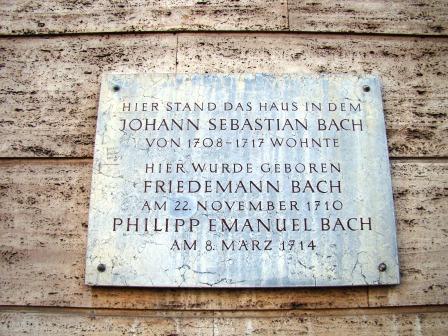 HIER STAND DAS HAUS IN DEM
JOHANN SEBASTIAN BACH
VON 1708-1717 WOHNTE
HIER WURDE GEBOREN
FRIEDEMANN BACH
AM 22. NOVEMBER 1710
PHILIPP EMANUEL BACH
AM 8. MÄRZ 1714